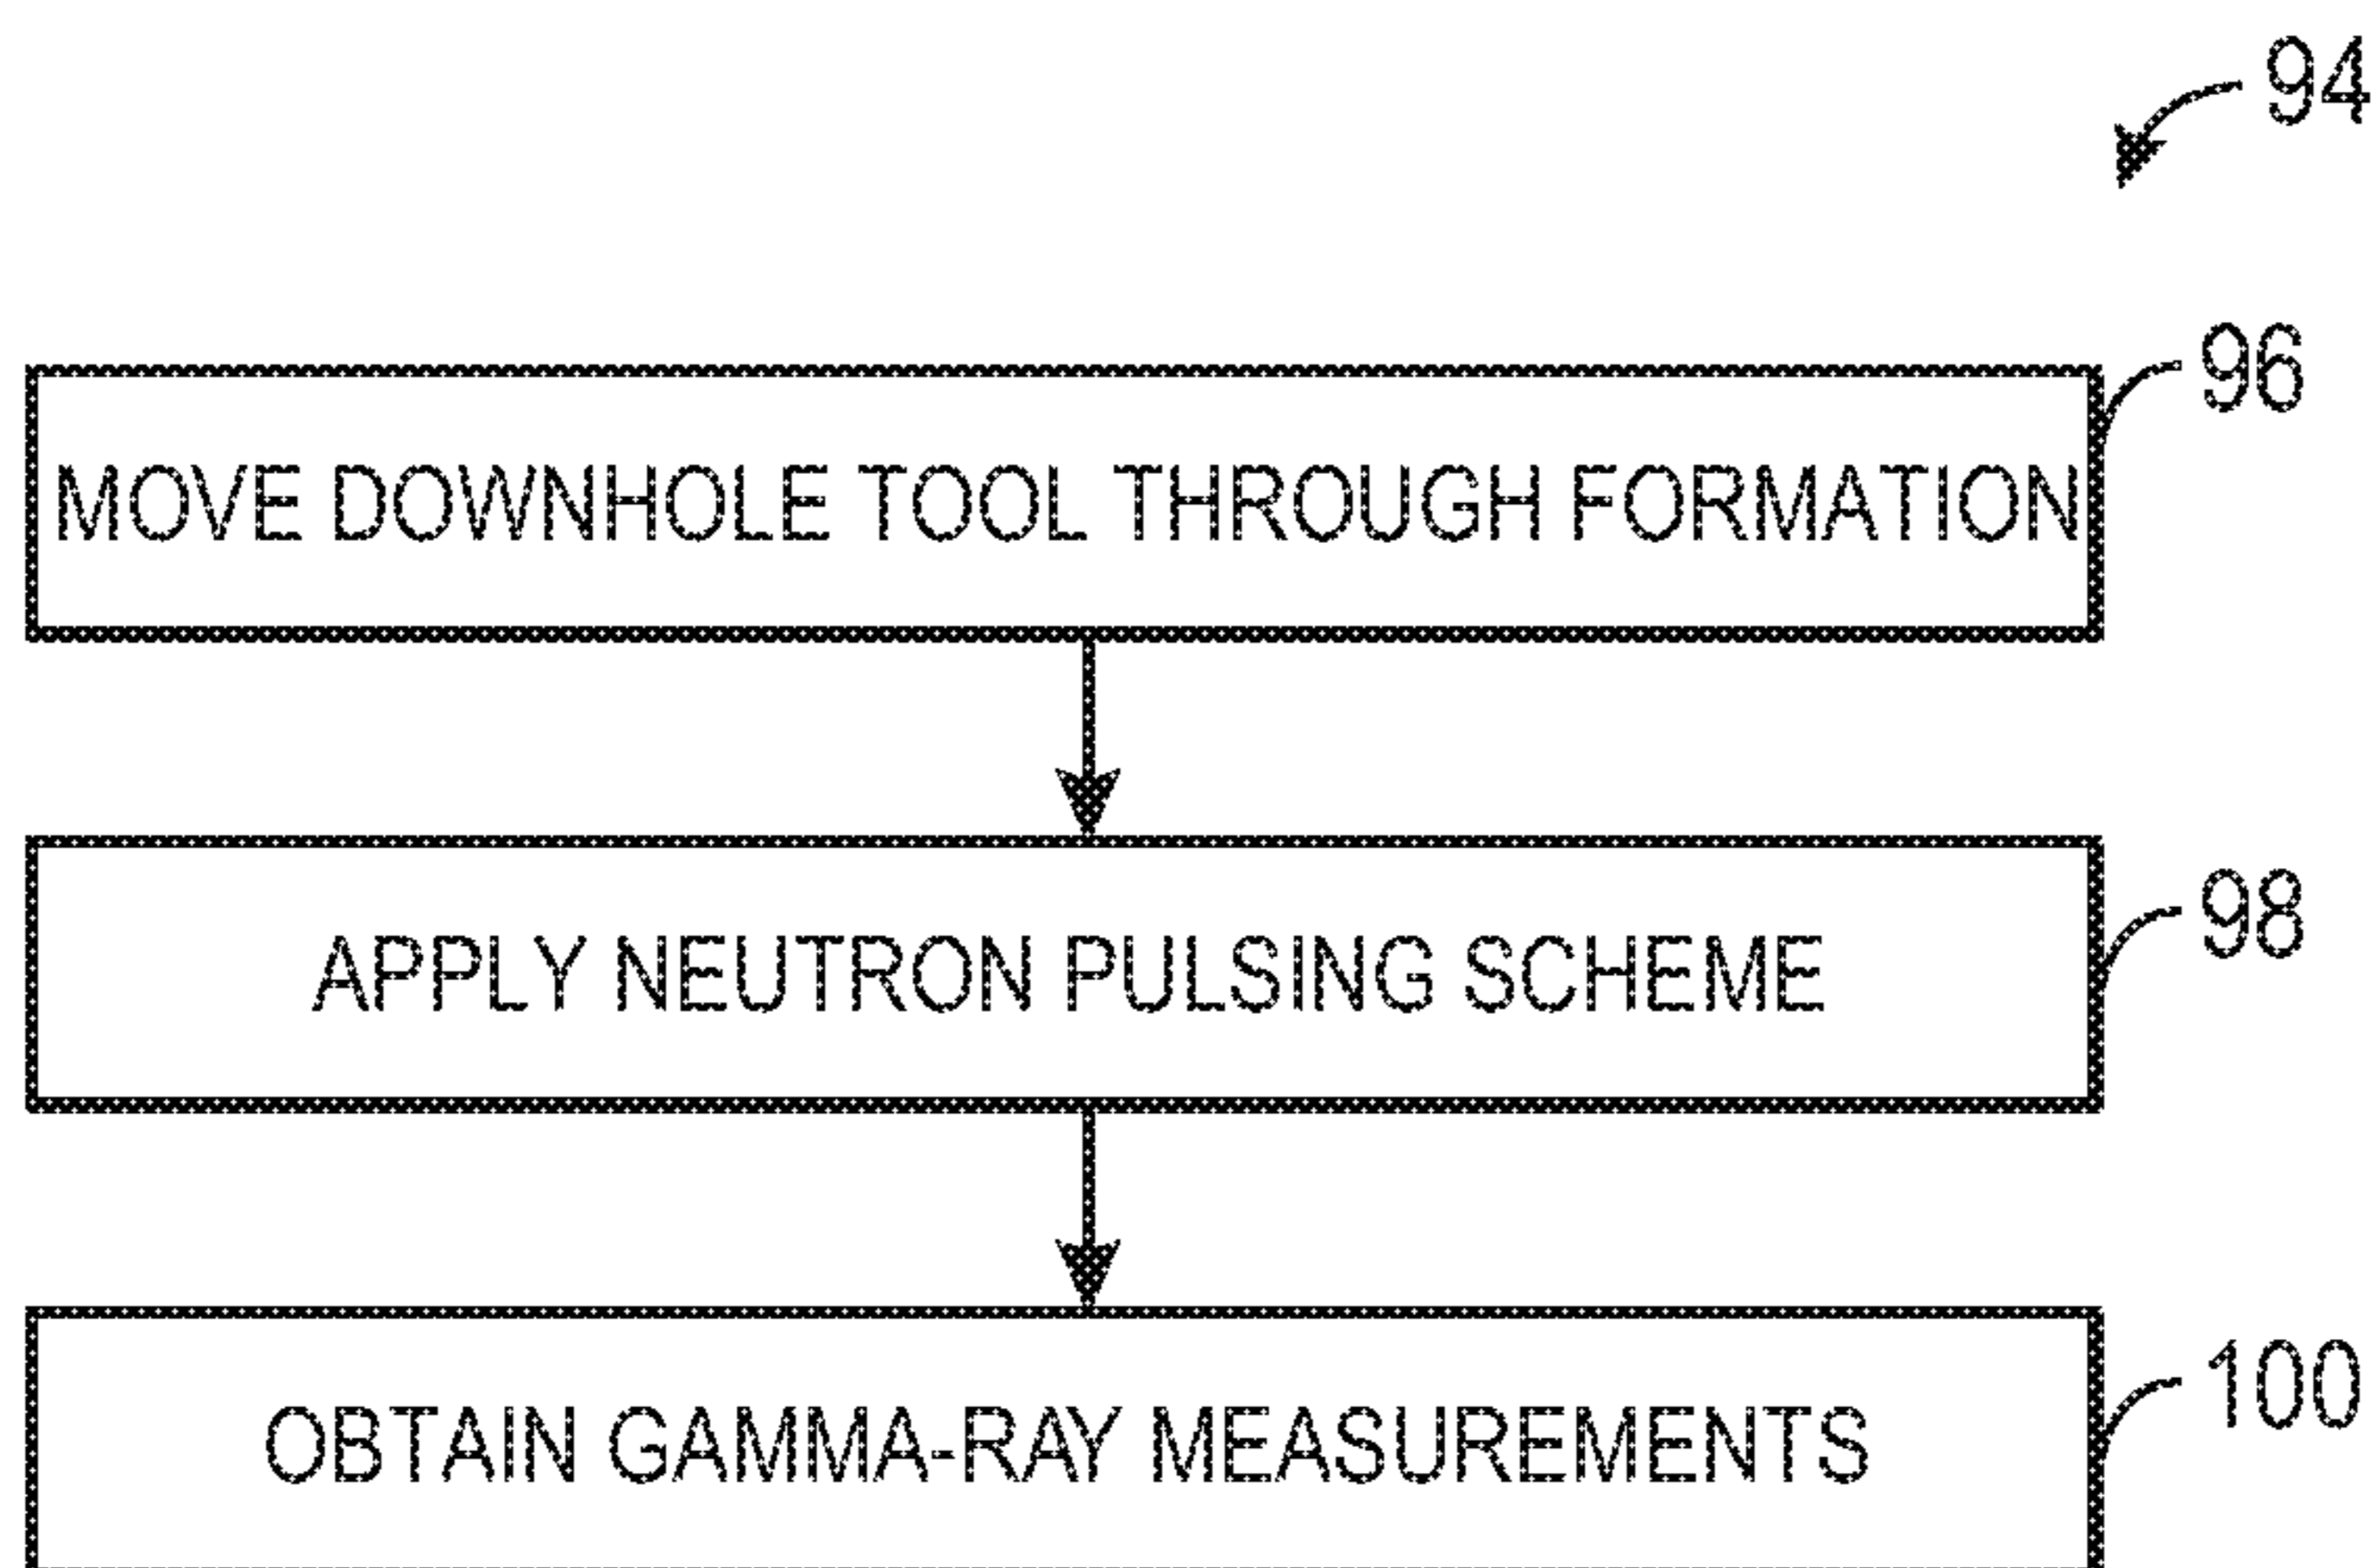 94
96
MOVE DOWNHOLE TOOL THROUGH FORMATION
98
APPLY NEUTRON PULSING SCHEME
100
OBTAIN GAMMA-RAY MEASUREMENTS